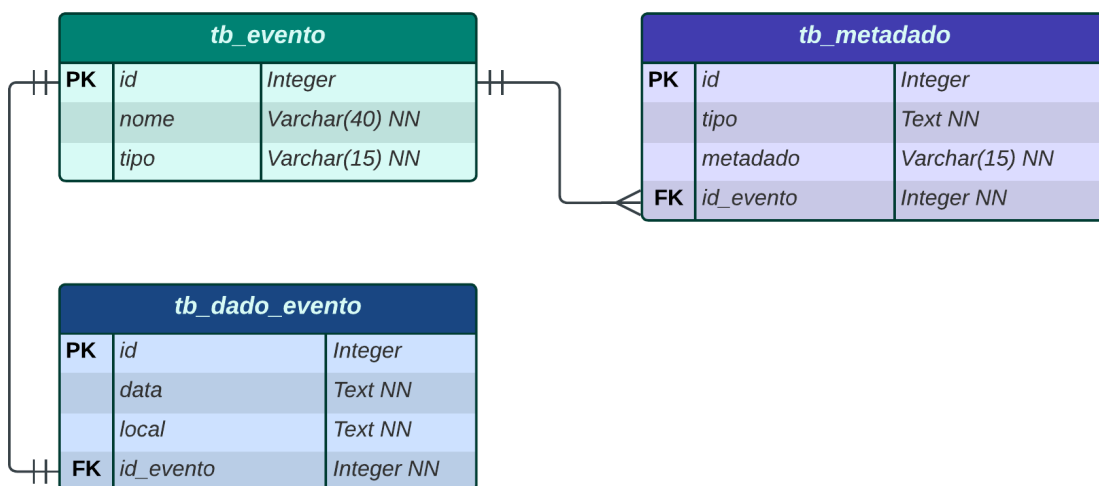 tb_evento
PK id Integer
nome Varchar(40) NN
tipo Varchar(15) NN
tb_metadado
PK id Integer
tipo Text NN
metadado Varchar(15) NN
FK id_evento Integer NN
tb_dado_evento
PK id Integer
data Text NN
local Text NN
FK id_evento Integer NN